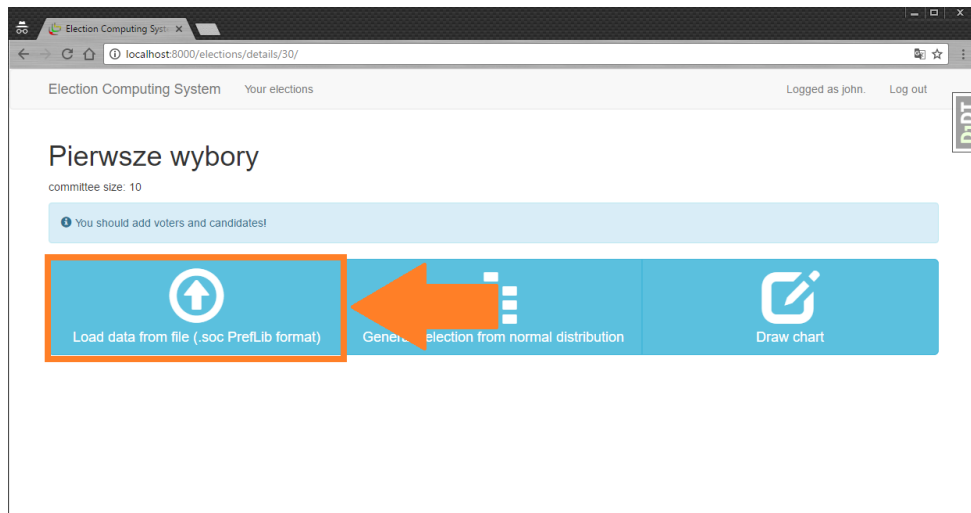 Election Computing Syst
localhost:8000/elections/details/30/
Election Computing System Your elections Logged as john. Log out
DjDT
Pierwsze wybory
committee size: 10
You should add voters and candidates!
Load data from file (.soc PrefLib format)
election from normal distribution
Draw chart